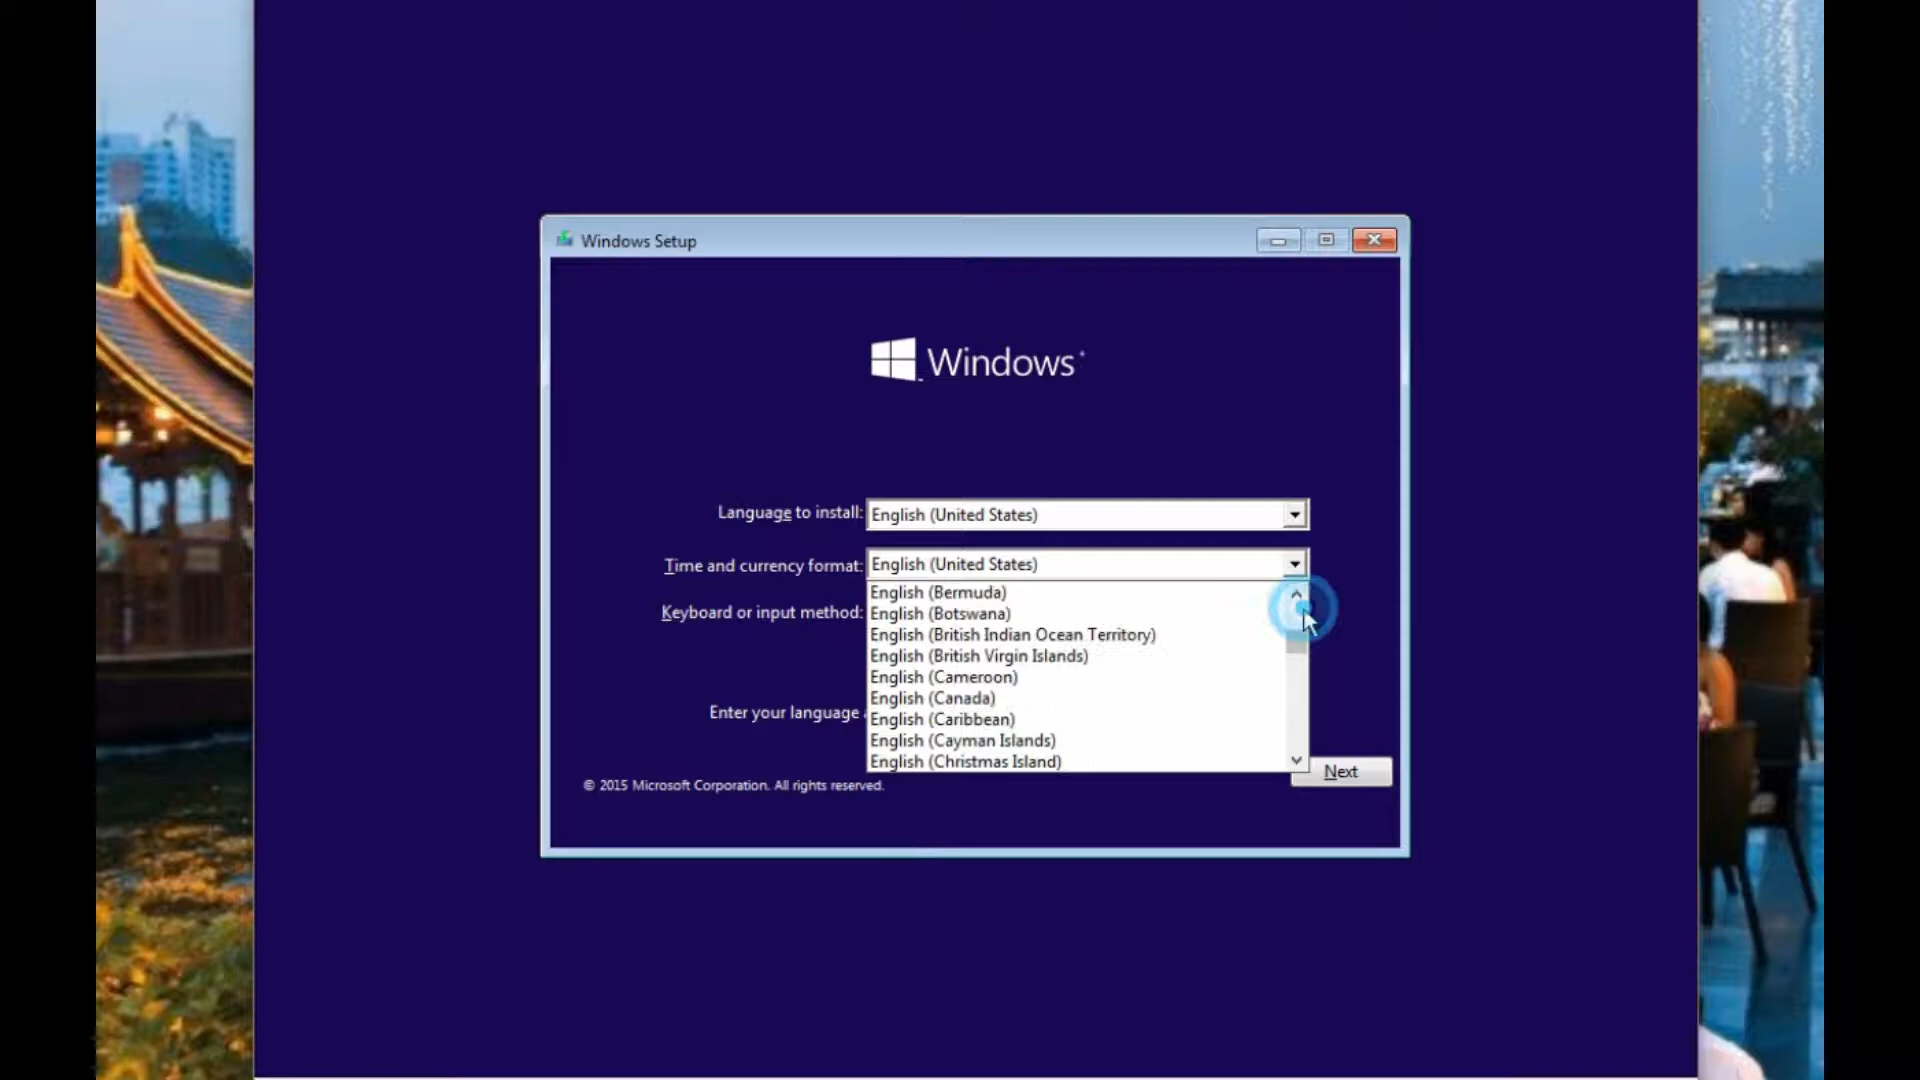 Windows Setup
Windows
Language to install: English (United States)
Time and currency format: English (United States)
English (Bermuda)
Keyboard or input method: English (Botswana)
English (British Indian Ocean Territory)
English (British Virgin Islands)
English (Cameroon)
English (Canada)
Enter your language English (Caribbean)
English (Cayman Islands)
English (Christmas Island)
Next
© 2015 Microsoft Corporation. All rights reserved.